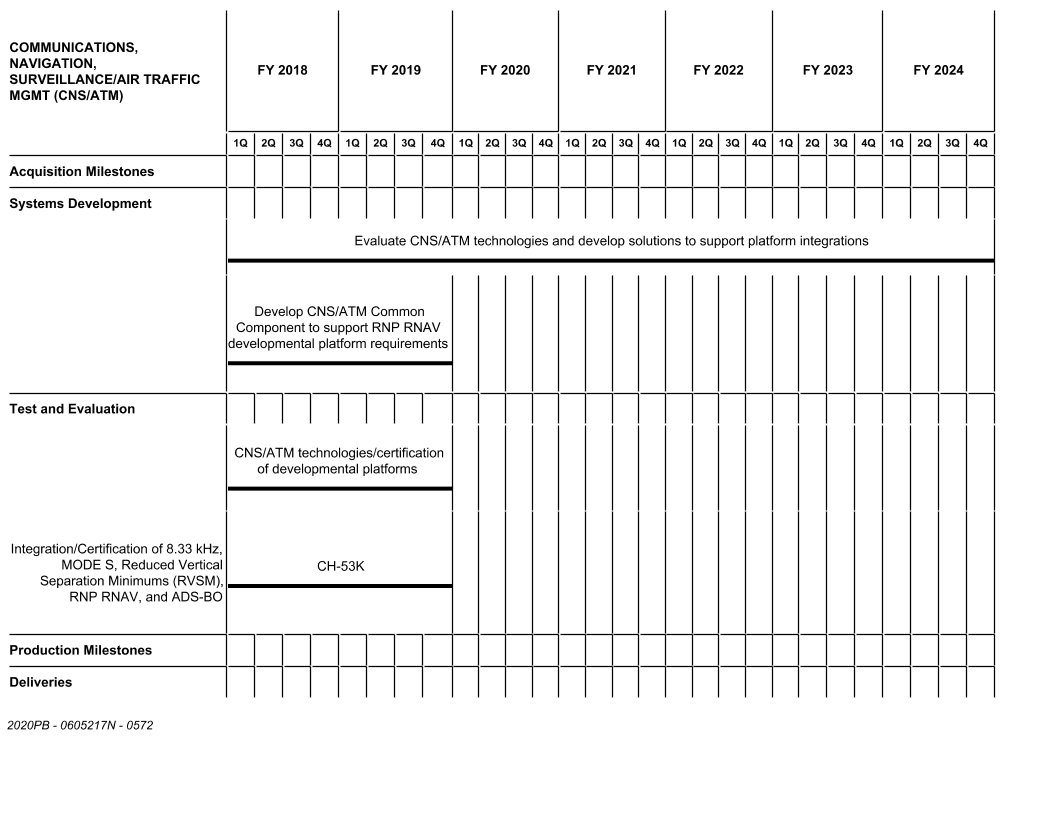 COMMUNICATIONS,
NAVIGATION,
SURVEILLANCE/AIR TRAFFIC
MGMT (CNS/ATM)
FY 2018 FY 2019 FY 2020 FY 2021 FY 2022 FY 2023 FY 2024
1Q 2Q 3Q 4Q 1Q 2Q 3Q 4Q 1Q 2Q 3Q 4Q 1Q 2Q 3Q 4Q 1Q 2Q 3Q 4Q 1Q 2Q 3Q 4Q 1Q 2Q 3Q 4Q
Acquisition Milestones
Systems Development
Evaluate CNS/ATM technologies and develop solutions to support platform integrations
Develop CNS/ATM Common
Component to support RNP RNAV
developmental platform requirements
Test and Evaluation
CNS/ATM technologies/certification
of developmental platforms
Integration/Certification of 8.33 kHz,
MODE S, Reduced Vertical
Separation Minimums (RVSM),
RNP RNAV, and ADS-BO
CH-53K
Production Milestones
Deliveries
2020PB - 0605217N - 0572